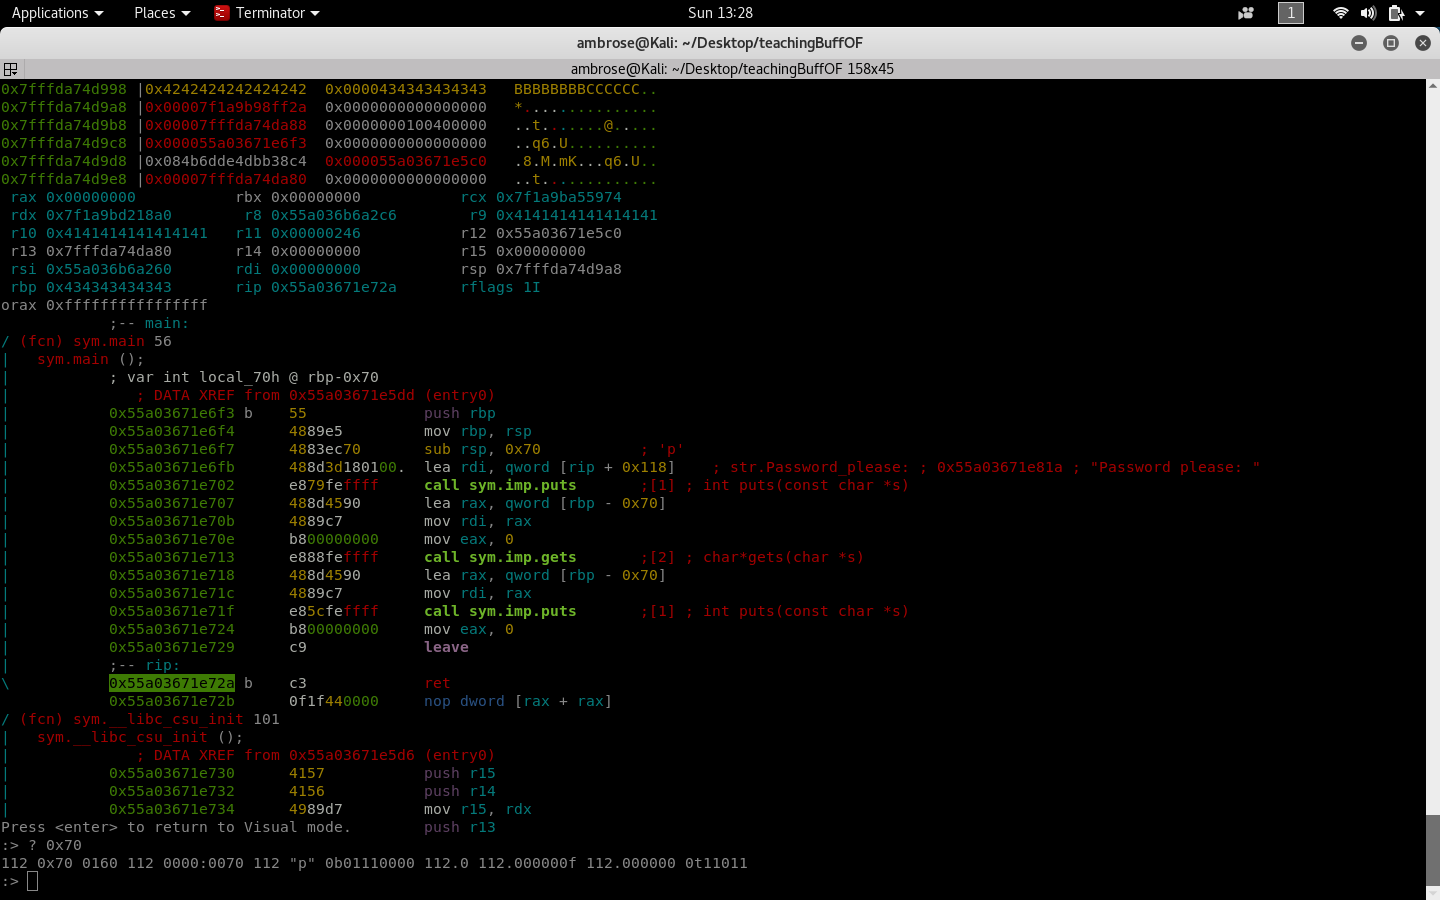 Applications Places Terminator Sun 13:28 1
ambrose@Kali: ~/Desktop/teachingBuffOF
ambrose@Kali: ~/Desktop/teachingBuffOF 158x45
0x7fffda74d998 |0x4242424242424242 0x0000434343434343 BBBBBBBBCCCCCC..
0x7fffda74d9a8 |0x00007f1a9b98ff2a 0x0000000000000000 *...............
0x7fffda74d9b8 |0x00007fffda74da88 0x0000000100400000 ..t.......@.....
0x7fffda74d9c8 |0x000055a03671e6f3 0x0000000000000000 ..q6.U..........
0x7fffda74d9d8 |0x084b6dde4dbb38c4 0x000055a03671e5c0 .8.M.mK...q6.U..
0x7fffda74d9e8 |0x00007fffda74da80 0x0000000000000000 ..t.............
rax 0x00000000 rbx 0x00000000 rcx 0x7f1a9ba55974
rdx 0x7f1a9bd218a0 r8 0x55a036b6a2c6 r9 0x4141414141414141
r10 0x4141414141414141 r11 0x00000246 r12 0x55a03671e5c0
r13 0x7fffda74da80 r14 0x00000000 r15 0x00000000
rsi 0x55a036b6a260 rdi 0x00000000 rsp 0x7fffda74d9a8
rbp 0x434343434343 rip 0x55a03671e72a rflags 1I
orax 0xffffffffffffffff
;-- main:
/ (fcn) sym.main 56
| sym.main ();
| ; var int local_70h @ rbp-0x70
| ; DATA XREF from 0x55a03671e5dd (entry0)
| 0x55a03671e6f3 b 55 push rbp
| 0x55a03671e6f4 4889e5 mov rbp, rsp
| 0x55a03671e6f7 4883ec70 sub rsp, 0x70 ; 'p'
| 0x55a03671e6fb 488d3d180100. lea rdi, qword [rip + 0x118] ; str.Password_please: ; 0x55a03671e81a ; "Password please: "
| 0x55a03671e702 e879feffff call sym.imp.puts ;[1] ; int puts(const char *s)
| 0x55a03671e707 488d4590 lea rax, qword [rbp - 0x70]
| 0x55a03671e70b 4889c7 mov rdi, rax
| 0x55a03671e70e b800000000 mov eax, 0
| 0x55a03671e713 e888feffff call sym.imp.gets ;[2] ; char*gets(char *s)
| 0x55a03671e718 488d4590 lea rax, qword [rbp - 0x70]
| 0x55a03671e71c 4889c7 mov rdi, rax
| 0x55a03671e71f e85cfeffff call sym.imp.puts ;[1] ; int puts(const char *s)
| 0x55a03671e724 b800000000 mov eax, 0
| 0x55a03671e729 c9 leave
| ;-- rip:
\ 0x55a03671e72a b c3 ret
0x55a03671e72b 0f1f440000 nop dword [rax + rax]
/ (fcn) sym.__libc_csu_init 101
| sym.__libc_csu_init ();
| ; DATA XREF from 0x55a03671e5d6 (entry0)
| 0x55a03671e730 4157 push r15
| 0x55a03671e732 4156 push r14
| 0x55a03671e734 4989d7 mov r15, rdx
Press <enter> to return to Visual mode. push r13
:> ? 0x70
112 0x70 0160 112 0000:0070 112 "p" 0b01110000 112.0 112.000000f 112.000000 0t11011
:>